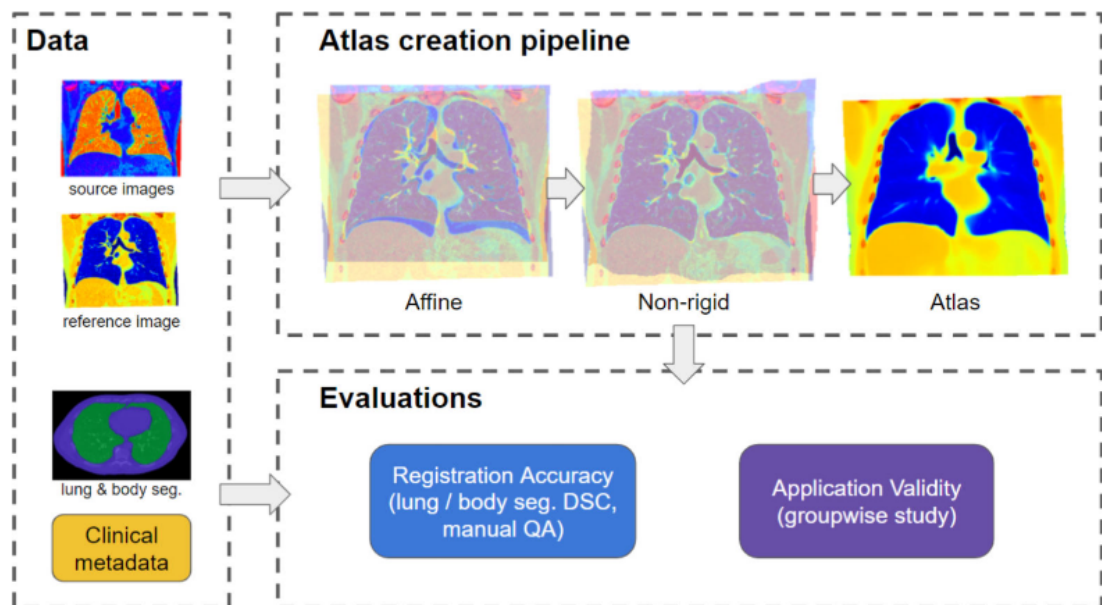 Data
source images
reference image
lung & body seg.
Clinical
metadata
Atlas creation pipeline
Affine
Non-rigid
Atlas
Evaluations
Registration Accuracy
(lung / body seg. DSC,
manual QA)
Application Validity
(groupwise study)